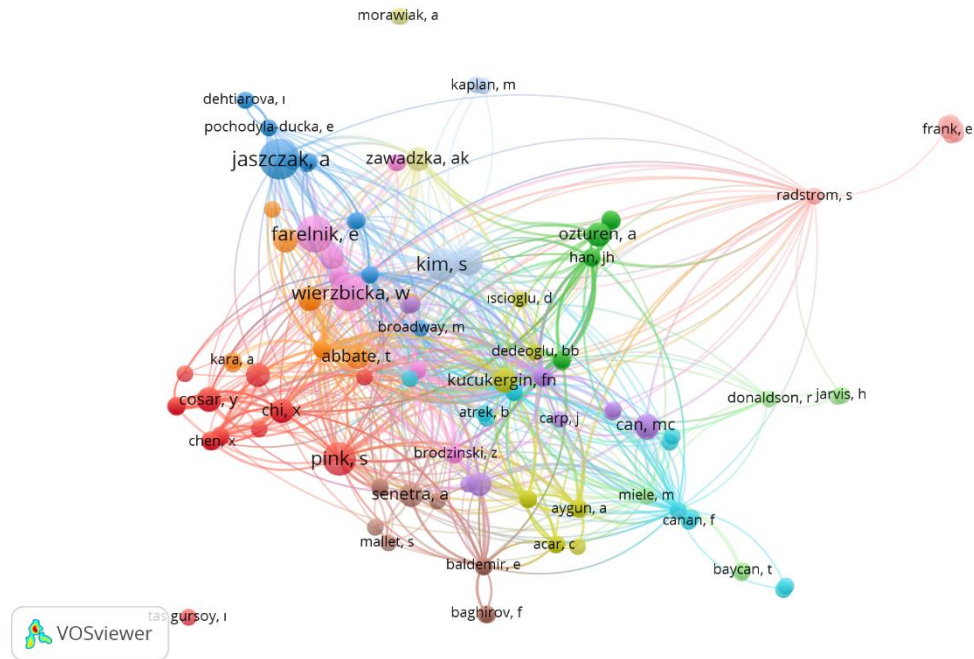 morawiak, a
kaplan, m
dehtiarova, ı
pochodyla-ducka, e
frank, e
jaszczak, a
zawadzka, ak
radstrom, s
farelnik, e
ozturen, a
han, jh
kim, s
wierzbicka, w
ıscioglu, d
broadway, m
dedeoglu, bb
kara, a
abbate, t
kucukergin, fn
cosar, y
chi, x
atrek, b
carp, j
can, mc
donaldson, r
jarvis, h
chen, x
pink, s
brodzinski, z
senetra, a
miele, m
aygun, a
canan, f
mallet, s
acar, c
baldemir, e
baycan, t
baghirov, f
tas gursoy, ı
VOSviewer